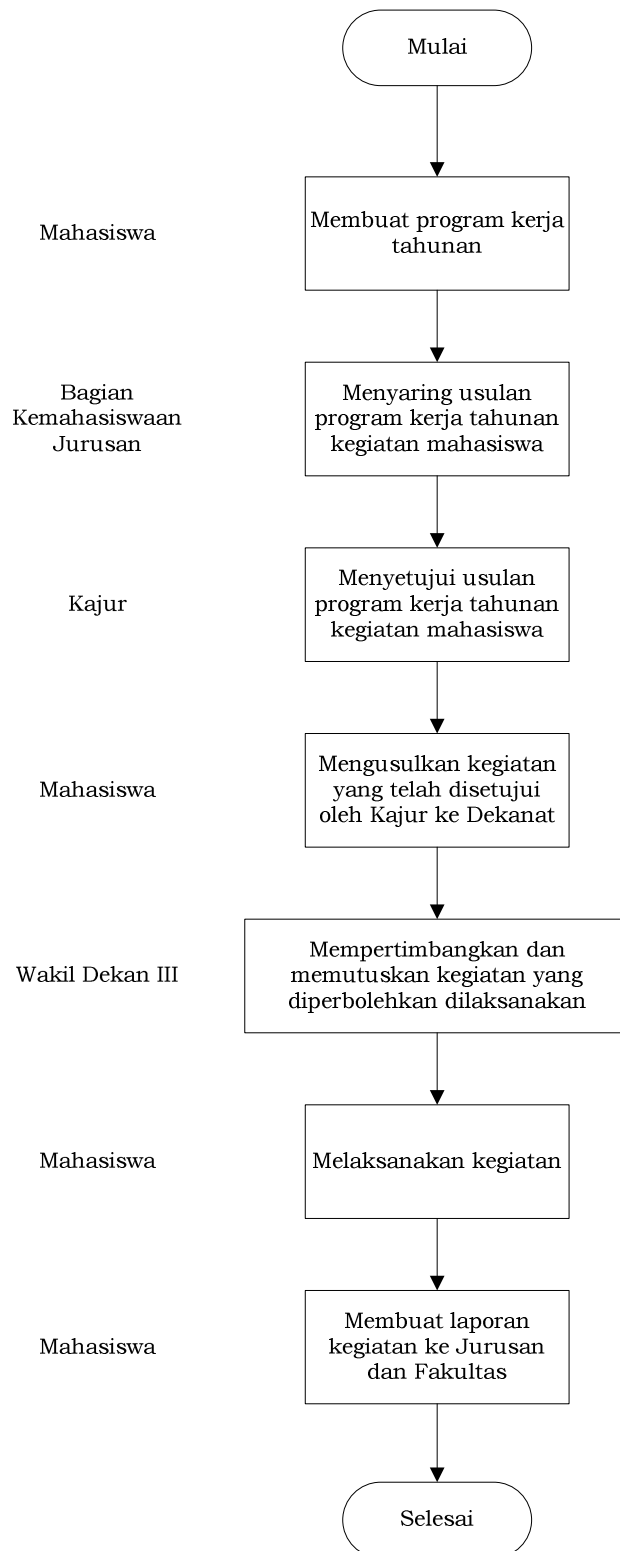 Mulai
Mahasiswa
Membuat program kerja
tahunan
Bagian
Kemahasiswaan
Jurusan
Menyaring usulan
program kerja tahunan
kegiatan mahasiswa
Kajur
Menyetujui usulan
program kerja tahunan
kegiatan mahasiswa
Mahasiswa
Mengusulkan kegiatan
yang telah disetujui
oleh Kajur ke Dekanat
Wakil Dekan III
Mempertimbangkan dan
memutuskan kegiatan yang
diperbolehkan dilaksanakan
Mahasiswa
Melaksanakan kegiatan
Mahasiswa
Membuat laporan
kegiatan ke Jurusan
dan Fakultas
Selesai